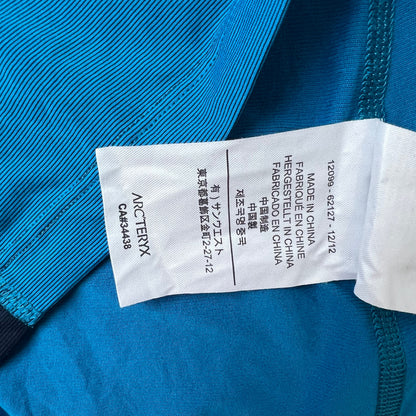 12099 - 62127 - 12/12
MADE IN CHINA
FABRIQUÉ EN CHINE
HERGESTELLT IN CHINA
FABRICADO EN CHINA
中国制造
中国製
제조국명 중국
有）サンウエスト
東京都葛飾区金町2-27-12
ARC'TERYX
CA#34438